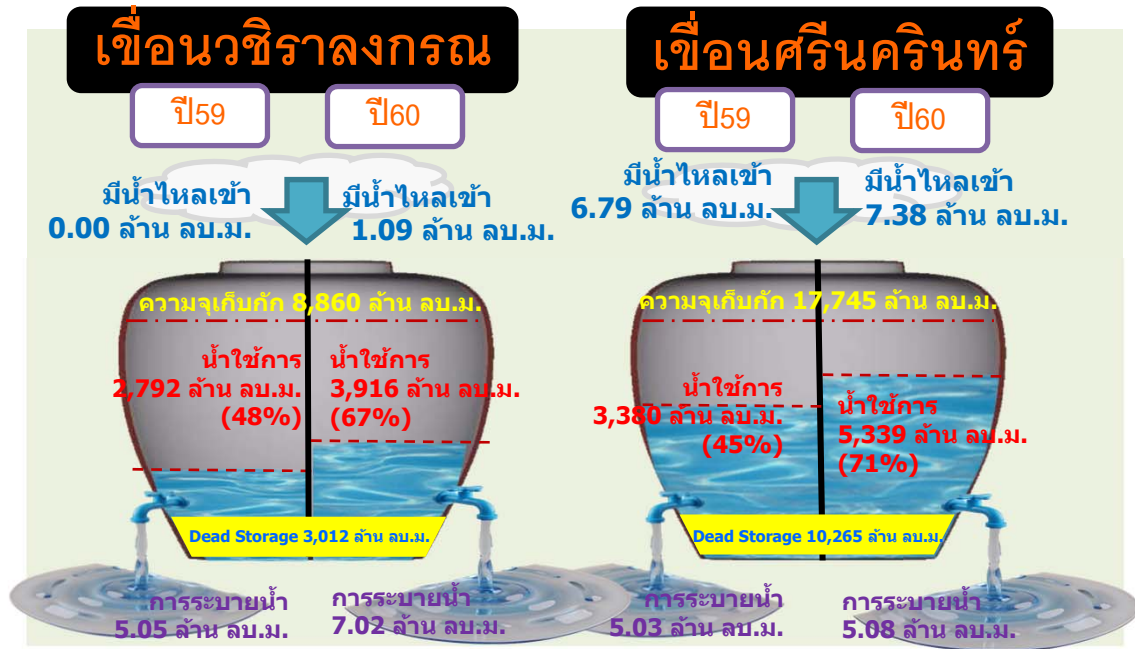 เขื่อนวชิราลงกรณ
ปี59
ปี60
มีน้ำไหลเข้า
0.00 ล้าน ลบ.ม.
มีน้ำไหลเข้า
1.09 ล้าน ลบ.ม.
ความจุเก็บกัก 8,860 ล้าน ลบ.ม.
น้ำใช้การ
2,792 ล้าน ลบ.ม.
(48%)
น้ำใช้การ
3,916 ล้าน ลบ.ม.
(67%)
Dead Storage 3,012 ล้าน ลบ.ม.
การระบายน้ำ
5.05 ล้าน ลบ.ม.
การระบายน้ำ
7.02 ล้าน ลบ.ม.
เขื่อนศรีนครินทร์
ปี59
ปี60
มีน้ำไหลเข้า
6.79 ล้าน ลบ.ม.
มีน้ำไหลเข้า
7.38 ล้าน ลบ.ม.
ความจุเก็บกัก 17,745 ล้าน ลบ.ม.
น้ำใช้การ
3,380 ล้าน ลบ.ม.
(45%)
น้ำใช้การ
5,339 ล้าน ลบ.ม.
(71%)
Dead Storage 10,265 ล้าน ลบ.ม.
การระบายน้ำ
5.03 ล้าน ลบ.ม.
การระบายน้ำ
5.08 ล้าน ลบ.ม.